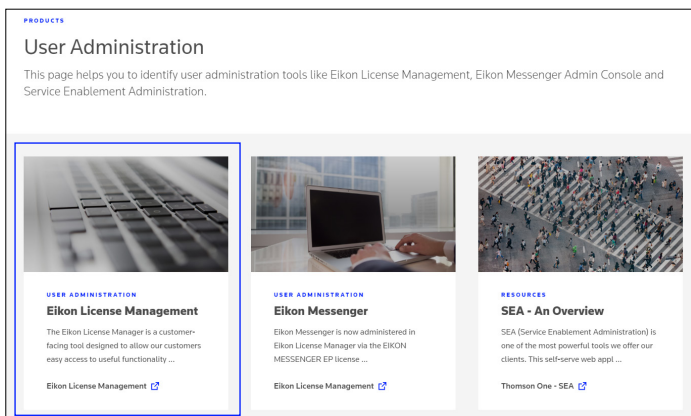 PRODUCTS
User Administration
This page helps you to identify user administration tools like Eikon License Management, Eikon Messenger Admin Console and
Service Enablement Administration.
USER ADMINISTRATION
Eikon License Management
The Eikon License Manager is a customer-
facing tool designed to allow our customers
easy access to useful functionality ...
Eikon License Management
USER ADMINISTRATION
Eikon Messenger
Eikon Messenger is now administered in
Eikon License Manager via the EIKON
MESSENGER EP license ...
Eikon License Management
RESOURCES
SEA - An Overview
SEA (Service Enablement Administration) is
one of the most powerful tools we offer our
clients. This self-serve web appl ...
Thomson One - SEA